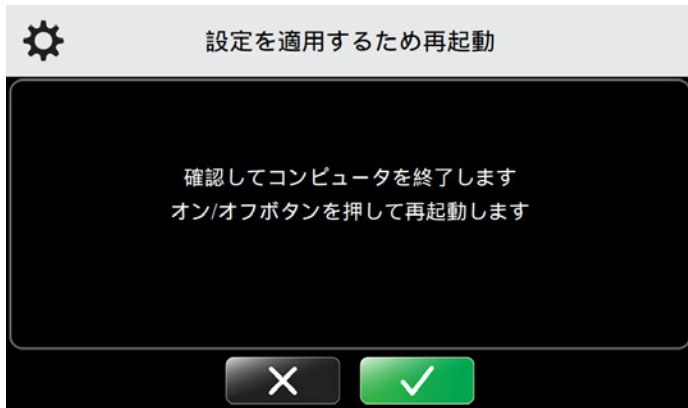 設定を適用するため再起動
確認してコンピュータを終了します
オン/オフボタンを押して再起動します